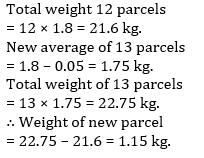 Total weight 12 parcels
= 12 × 1.8 = 21.6 kg.
New average of 13 parcels
= 1.8 – 0.05 = 1.75 kg.
Total weight of 13 parcels
= 13 × 1.75 = 22.75 kg.
∴ Weight of new parcel
= 22.75 – 21.6 = 1.15 kg.